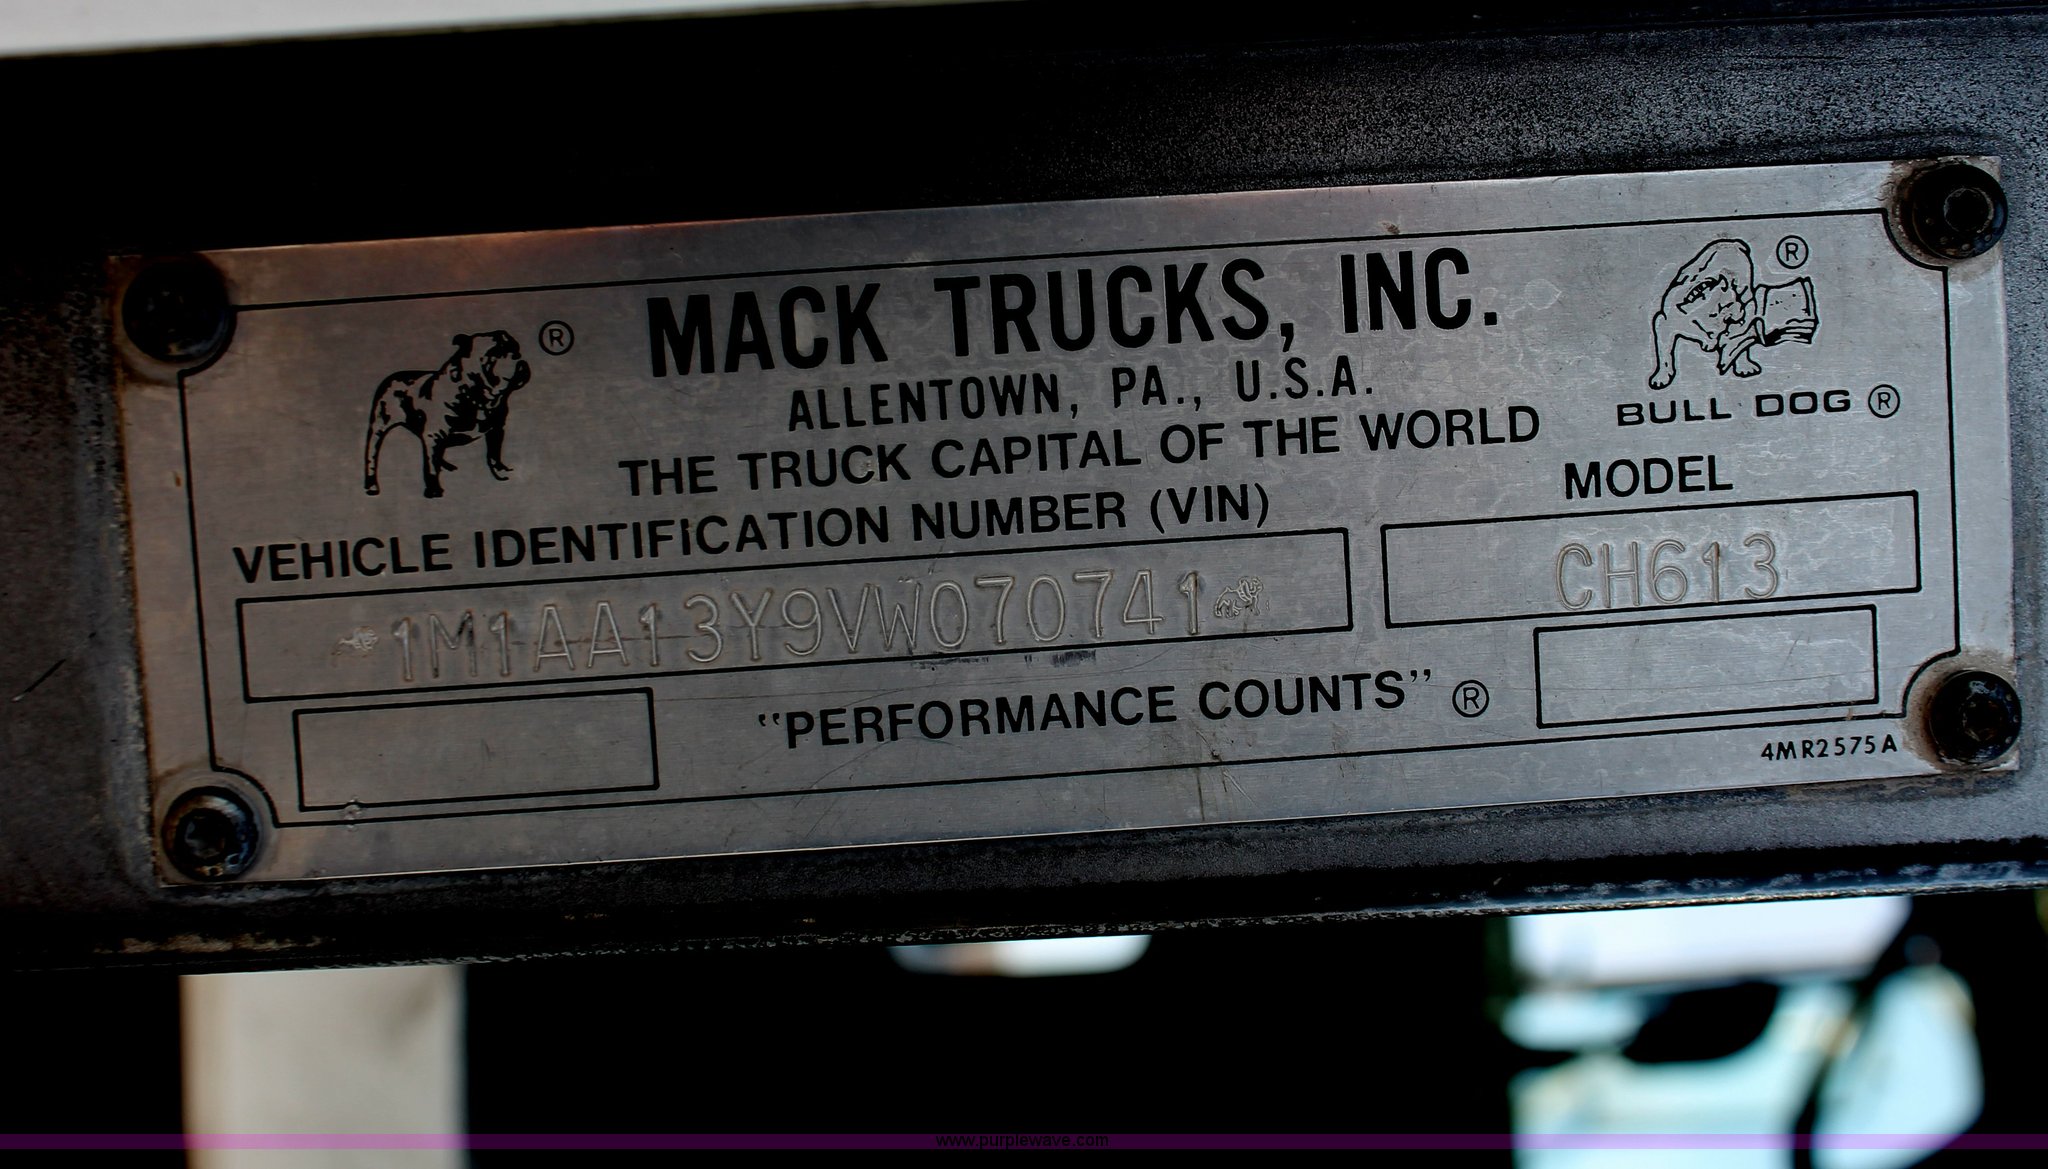 MACK TRUCKS, INC.
ALLENTOWN, PA., U.S.A.
THE TRUCK CAPITAL OF THE WORLD
®
®
BULL DOG ®
VEHICLE IDENTIFICATION NUMBER (VIN)
MODEL
1M1AA13Y9VW070741
CH613
"PERFORMANCE COUNTS" ®
4MR2575A
www.purplewave.com